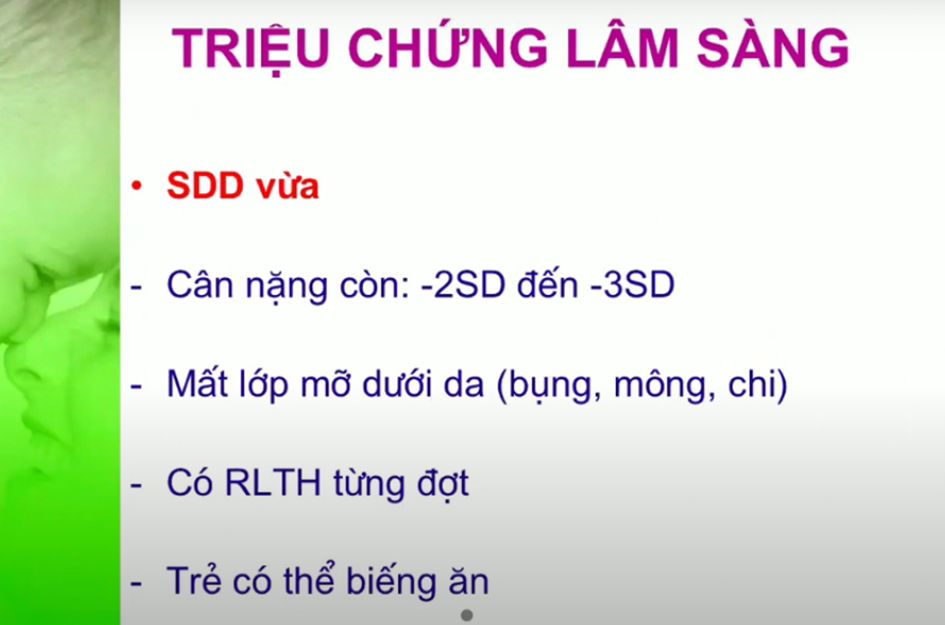 TRIỆU CHỨNG LÂM SÀNG
• SDD vừa
- Cân nặng còn: -2SD đến -3SD
- Mất lớp mỡ dưới da (bụng, mông, chi)
- Có RLTH từng đợt
- Trẻ có thể biếng ăn